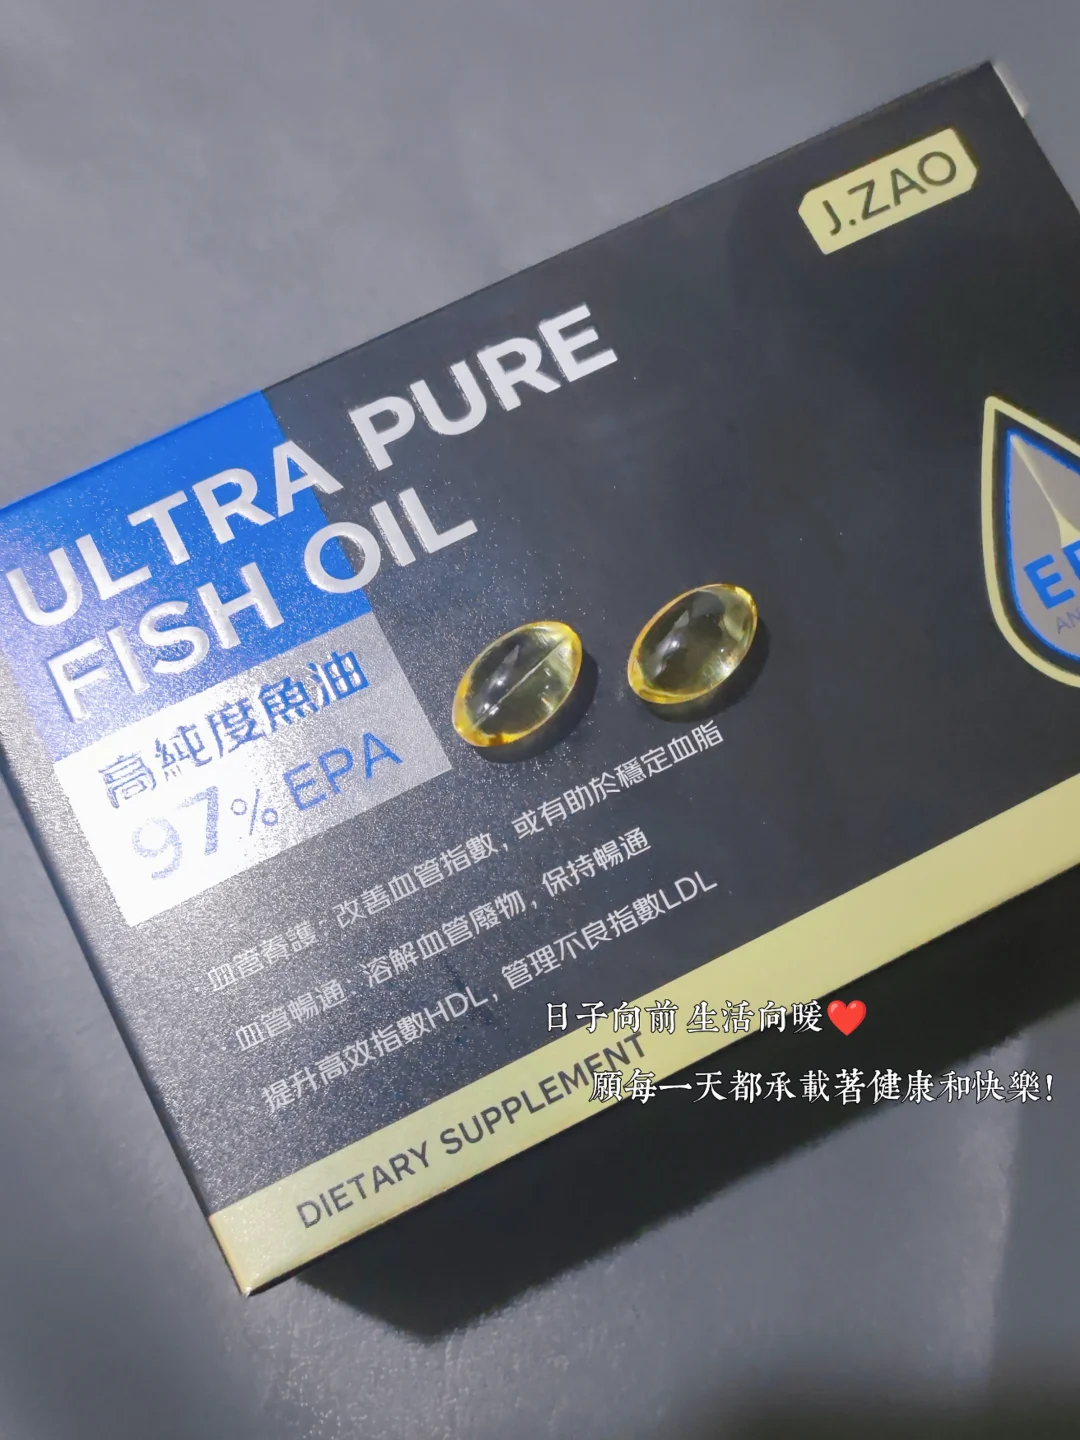 J.ZAO
ULTRA PURE
FISH OIL
高純度魚油
97% EPA
血管養護：改善血管指數，或有助於穩定血脂
血管暢通：溶解血管廢物，保持暢通
提升高效指數HDL，管理不良指數LDL
日子向前 生活向暖❤️
願每一天都承載著健康和快樂！
DIETARY SUPPLEMENT